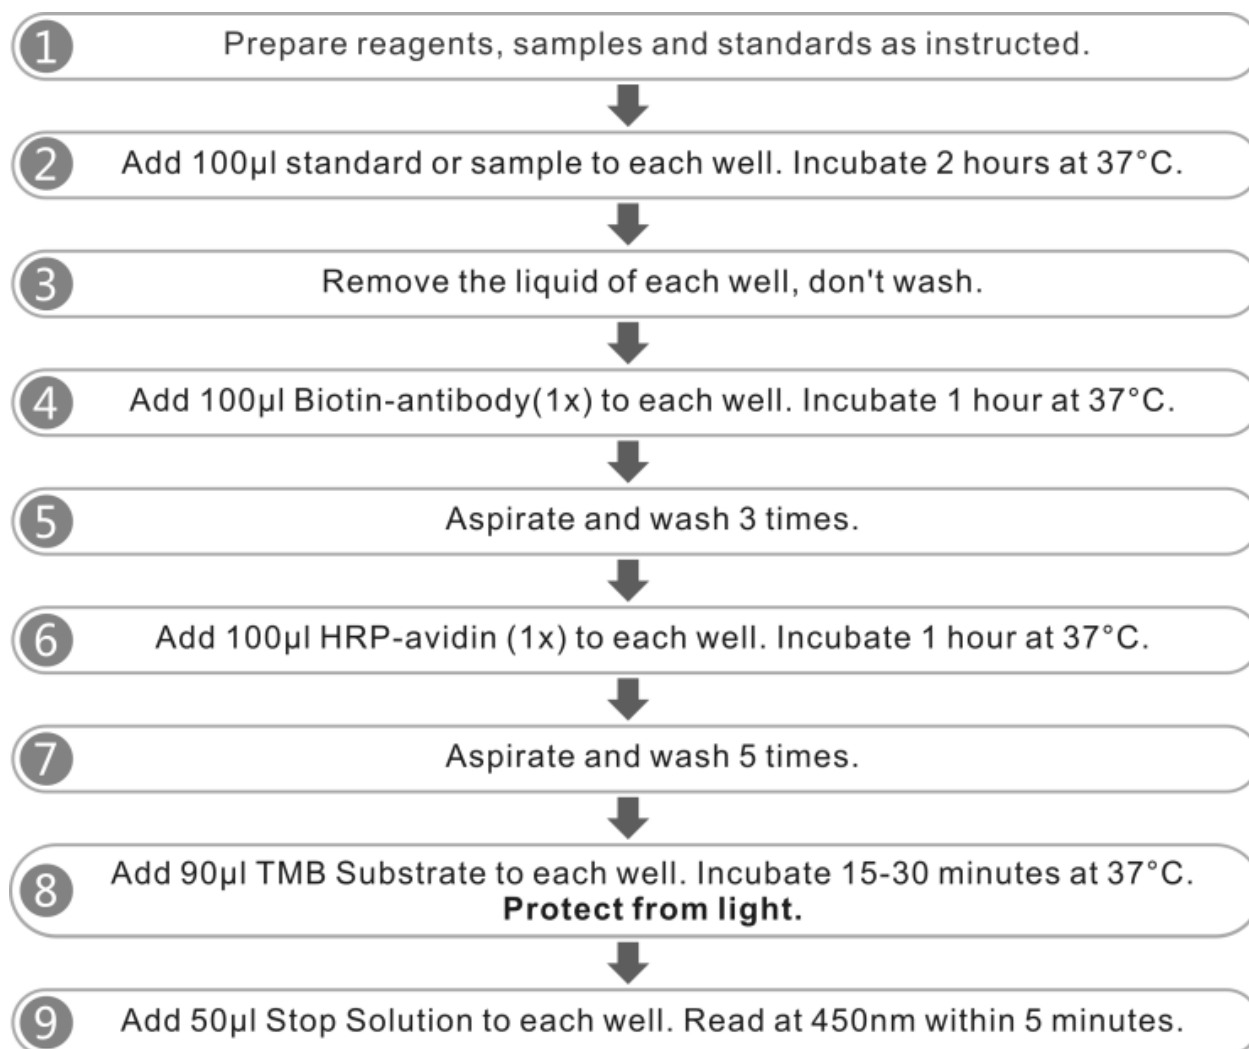 1 Prepare reagents, samples and standards as instructed.
2 Add 100µl standard or sample to each well. Incubate 2 hours at 37°C.
3 Remove the liquid of each well, don't wash.
4 Add 100µl Biotin-antibody(1x) to each well. Incubate 1 hour at 37°C.
5 Aspirate and wash 3 times.
6 Add 100µl HRP-avidin (1x) to each well. Incubate 1 hour at 37°C.
7 Aspirate and wash 5 times.
8 Add 90µl TMB Substrate to each well. Incubate 15-30 minutes at 37°C.
Protect from light.
9 Add 50µl Stop Solution to each well. Read at 450nm within 5 minutes.